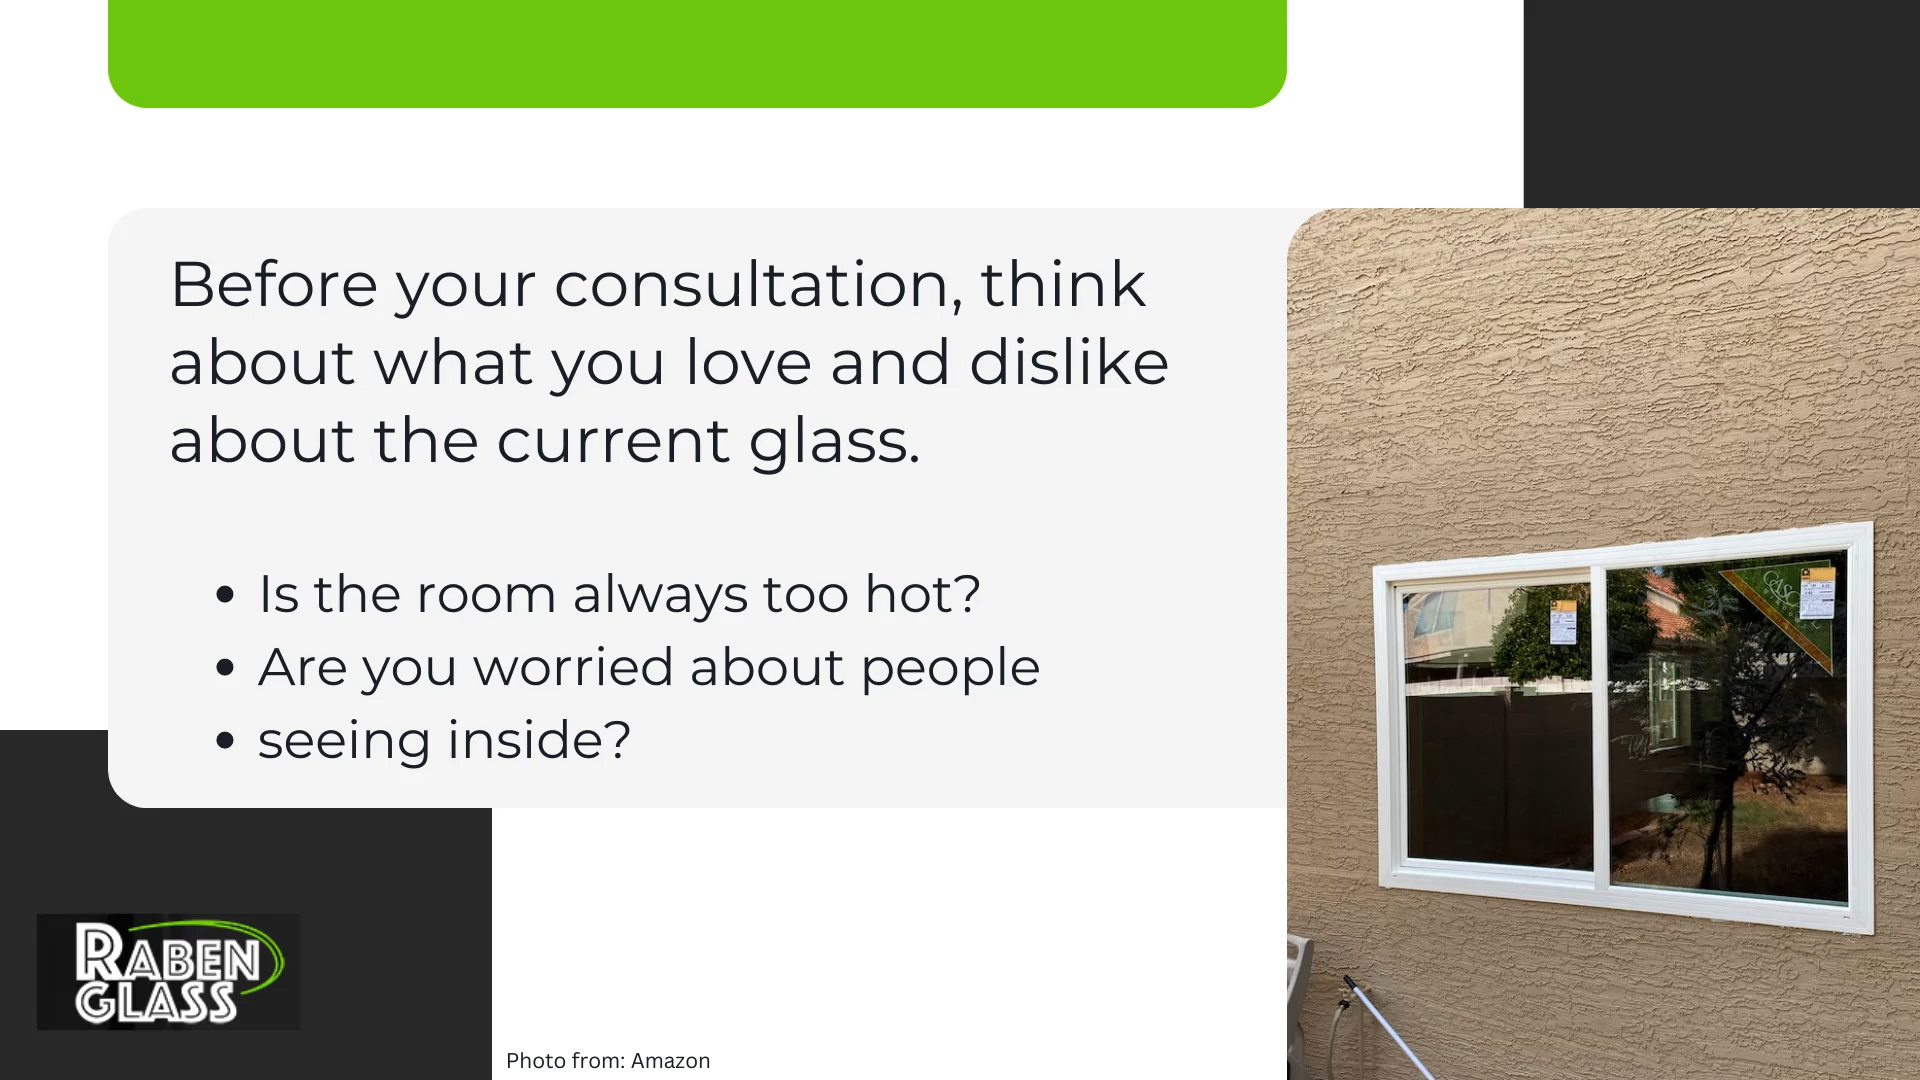 Before your consultation, think
about what you love and dislike
about the current glass.
• Is the room always too hot?
• Are you worried about people
• seeing inside?
RABEN
GLASS
Photo from: Amazon